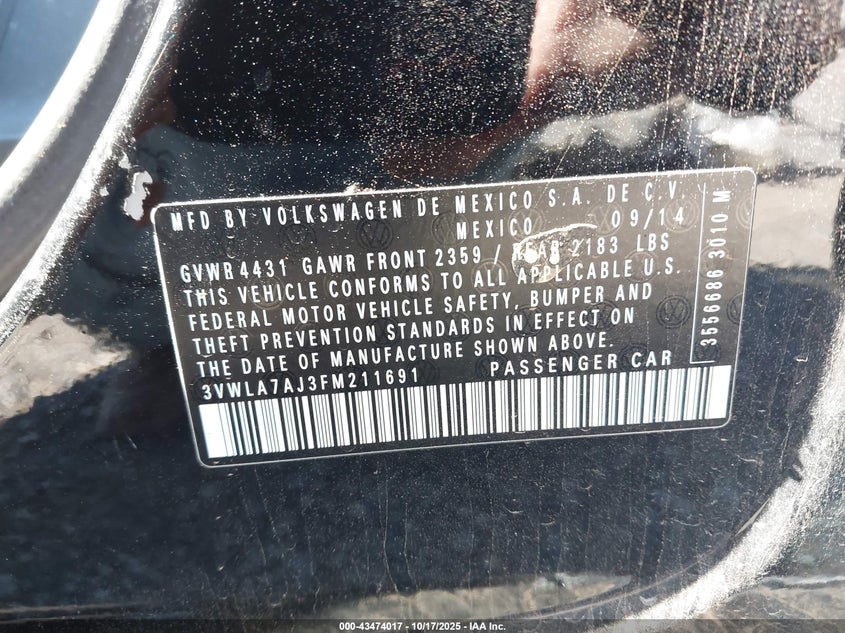 MFD BY VOLKSWAGEN DE MEXICO S.A. DE C.V.
MEXICO 09/14
GVWR 4431 GAWR FRONT 2359 / REAR 2183 LBS
THIS VEHICLE CONFORMS TO ALL APPLICABLE U.S.
FEDERAL MOTOR VEHICLE SAFETY, BUMPER AND
THEFT PREVENTION STANDARDS IN EFFECT ON
THE DATE OF MANUFACTURE SHOWN ABOVE.
3VWLA7AJ3FM211691 PASSENGER CAR
3556686 3010 M
000-43474017 - 10/17/2025 - IAA Inc.